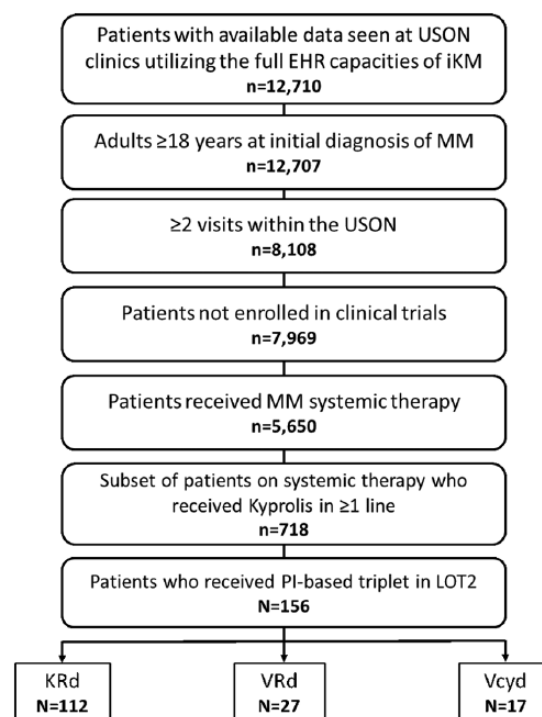 Patients with available data seen at USON
clinics utilizing the full EHR capacities of iKM
n=12,710
Adults ≥18 years at initial diagnosis of MM
n=12,707
≥2 visits within the USON
n=8,108
Patients not enrolled in clinical trials
n=7,969
Patients received MM systemic therapy
n=5,650
Subset of patients on systemic therapy who
received Kyprolis in ≥1 line
n=718
Patients who received PI-based triplet in LOT2
N=156
KRd
N=112
VRd
N=27
Vcyd
N=17